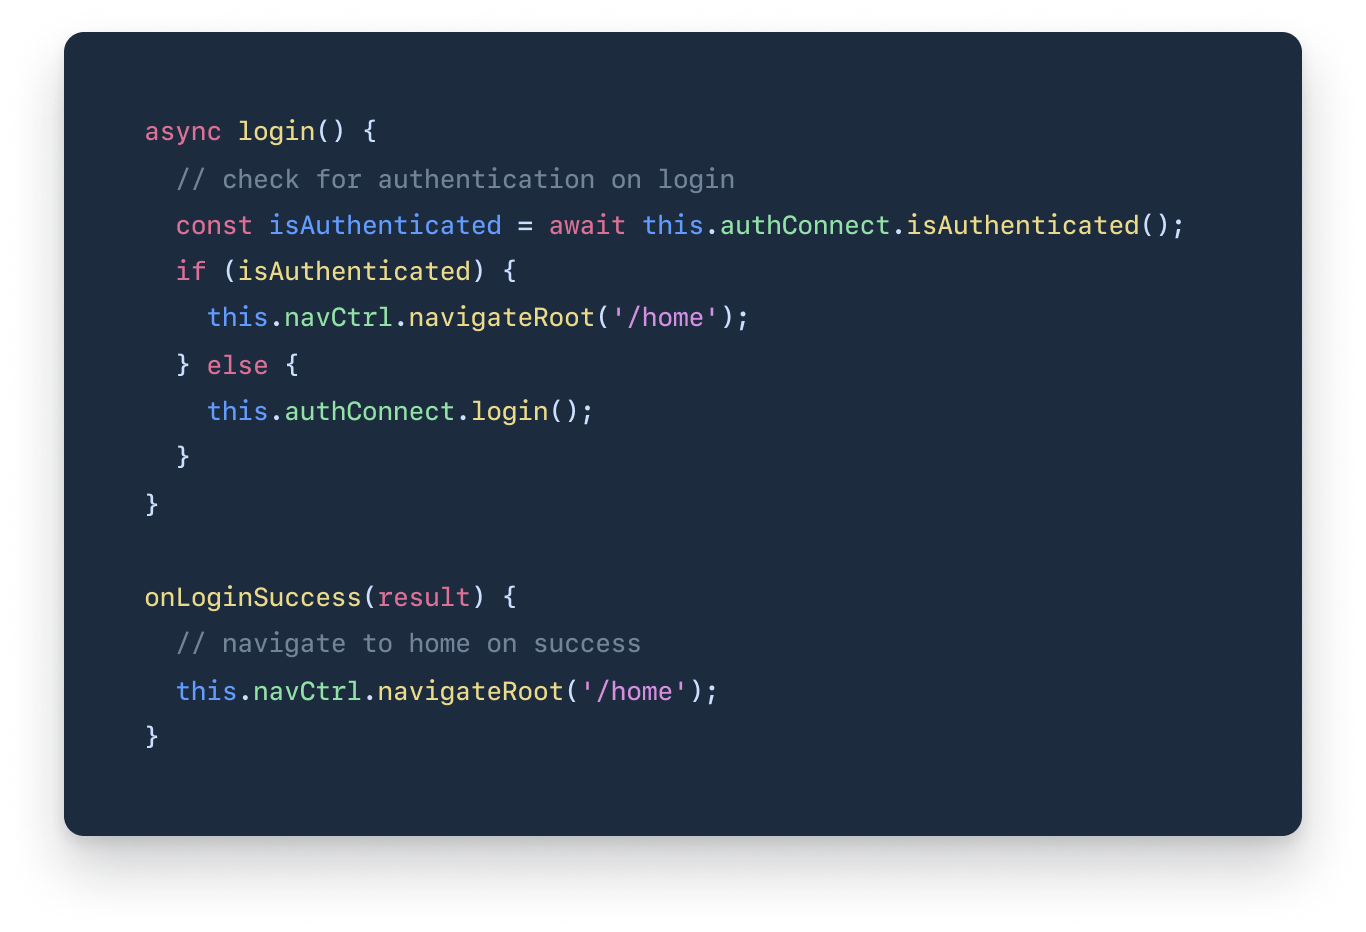 async login() {
  // check for authentication on login
  const isAuthenticated = await this.authConnect.isAuthenticated();
  if (isAuthenticated) {
    this.navCtrl.navigateRoot('/home');
  } else {
    this.authConnect.login();
  }
}

onLoginSuccess(result) {
  // navigate to home on success
  this.navCtrl.navigateRoot('/home');
}